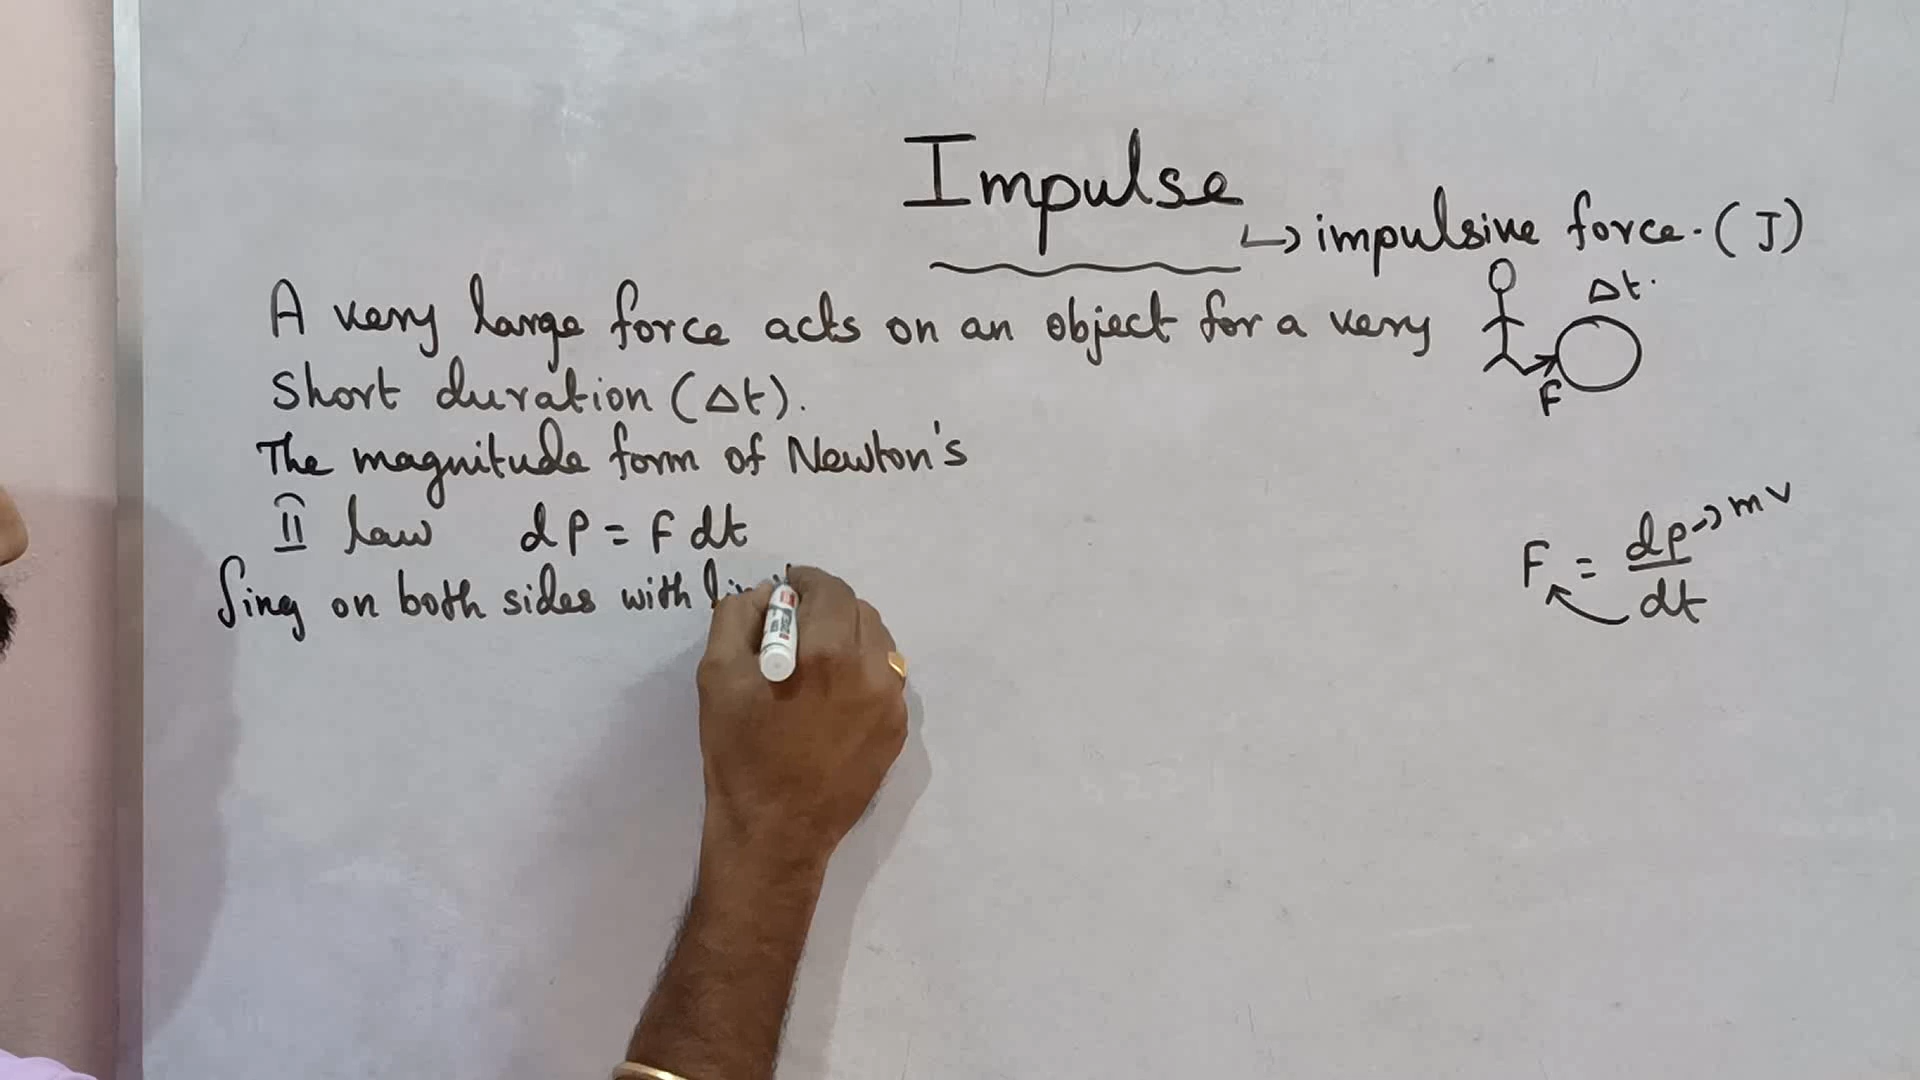 Impulse
↳ impulsive force. (J)
A very large force acts on an object for a very
Short duration (Δt).
Δt.
F
The magnitude form of Newton's
II law dP = F dt
F = dp/dt → mv
∫ing on both sides with